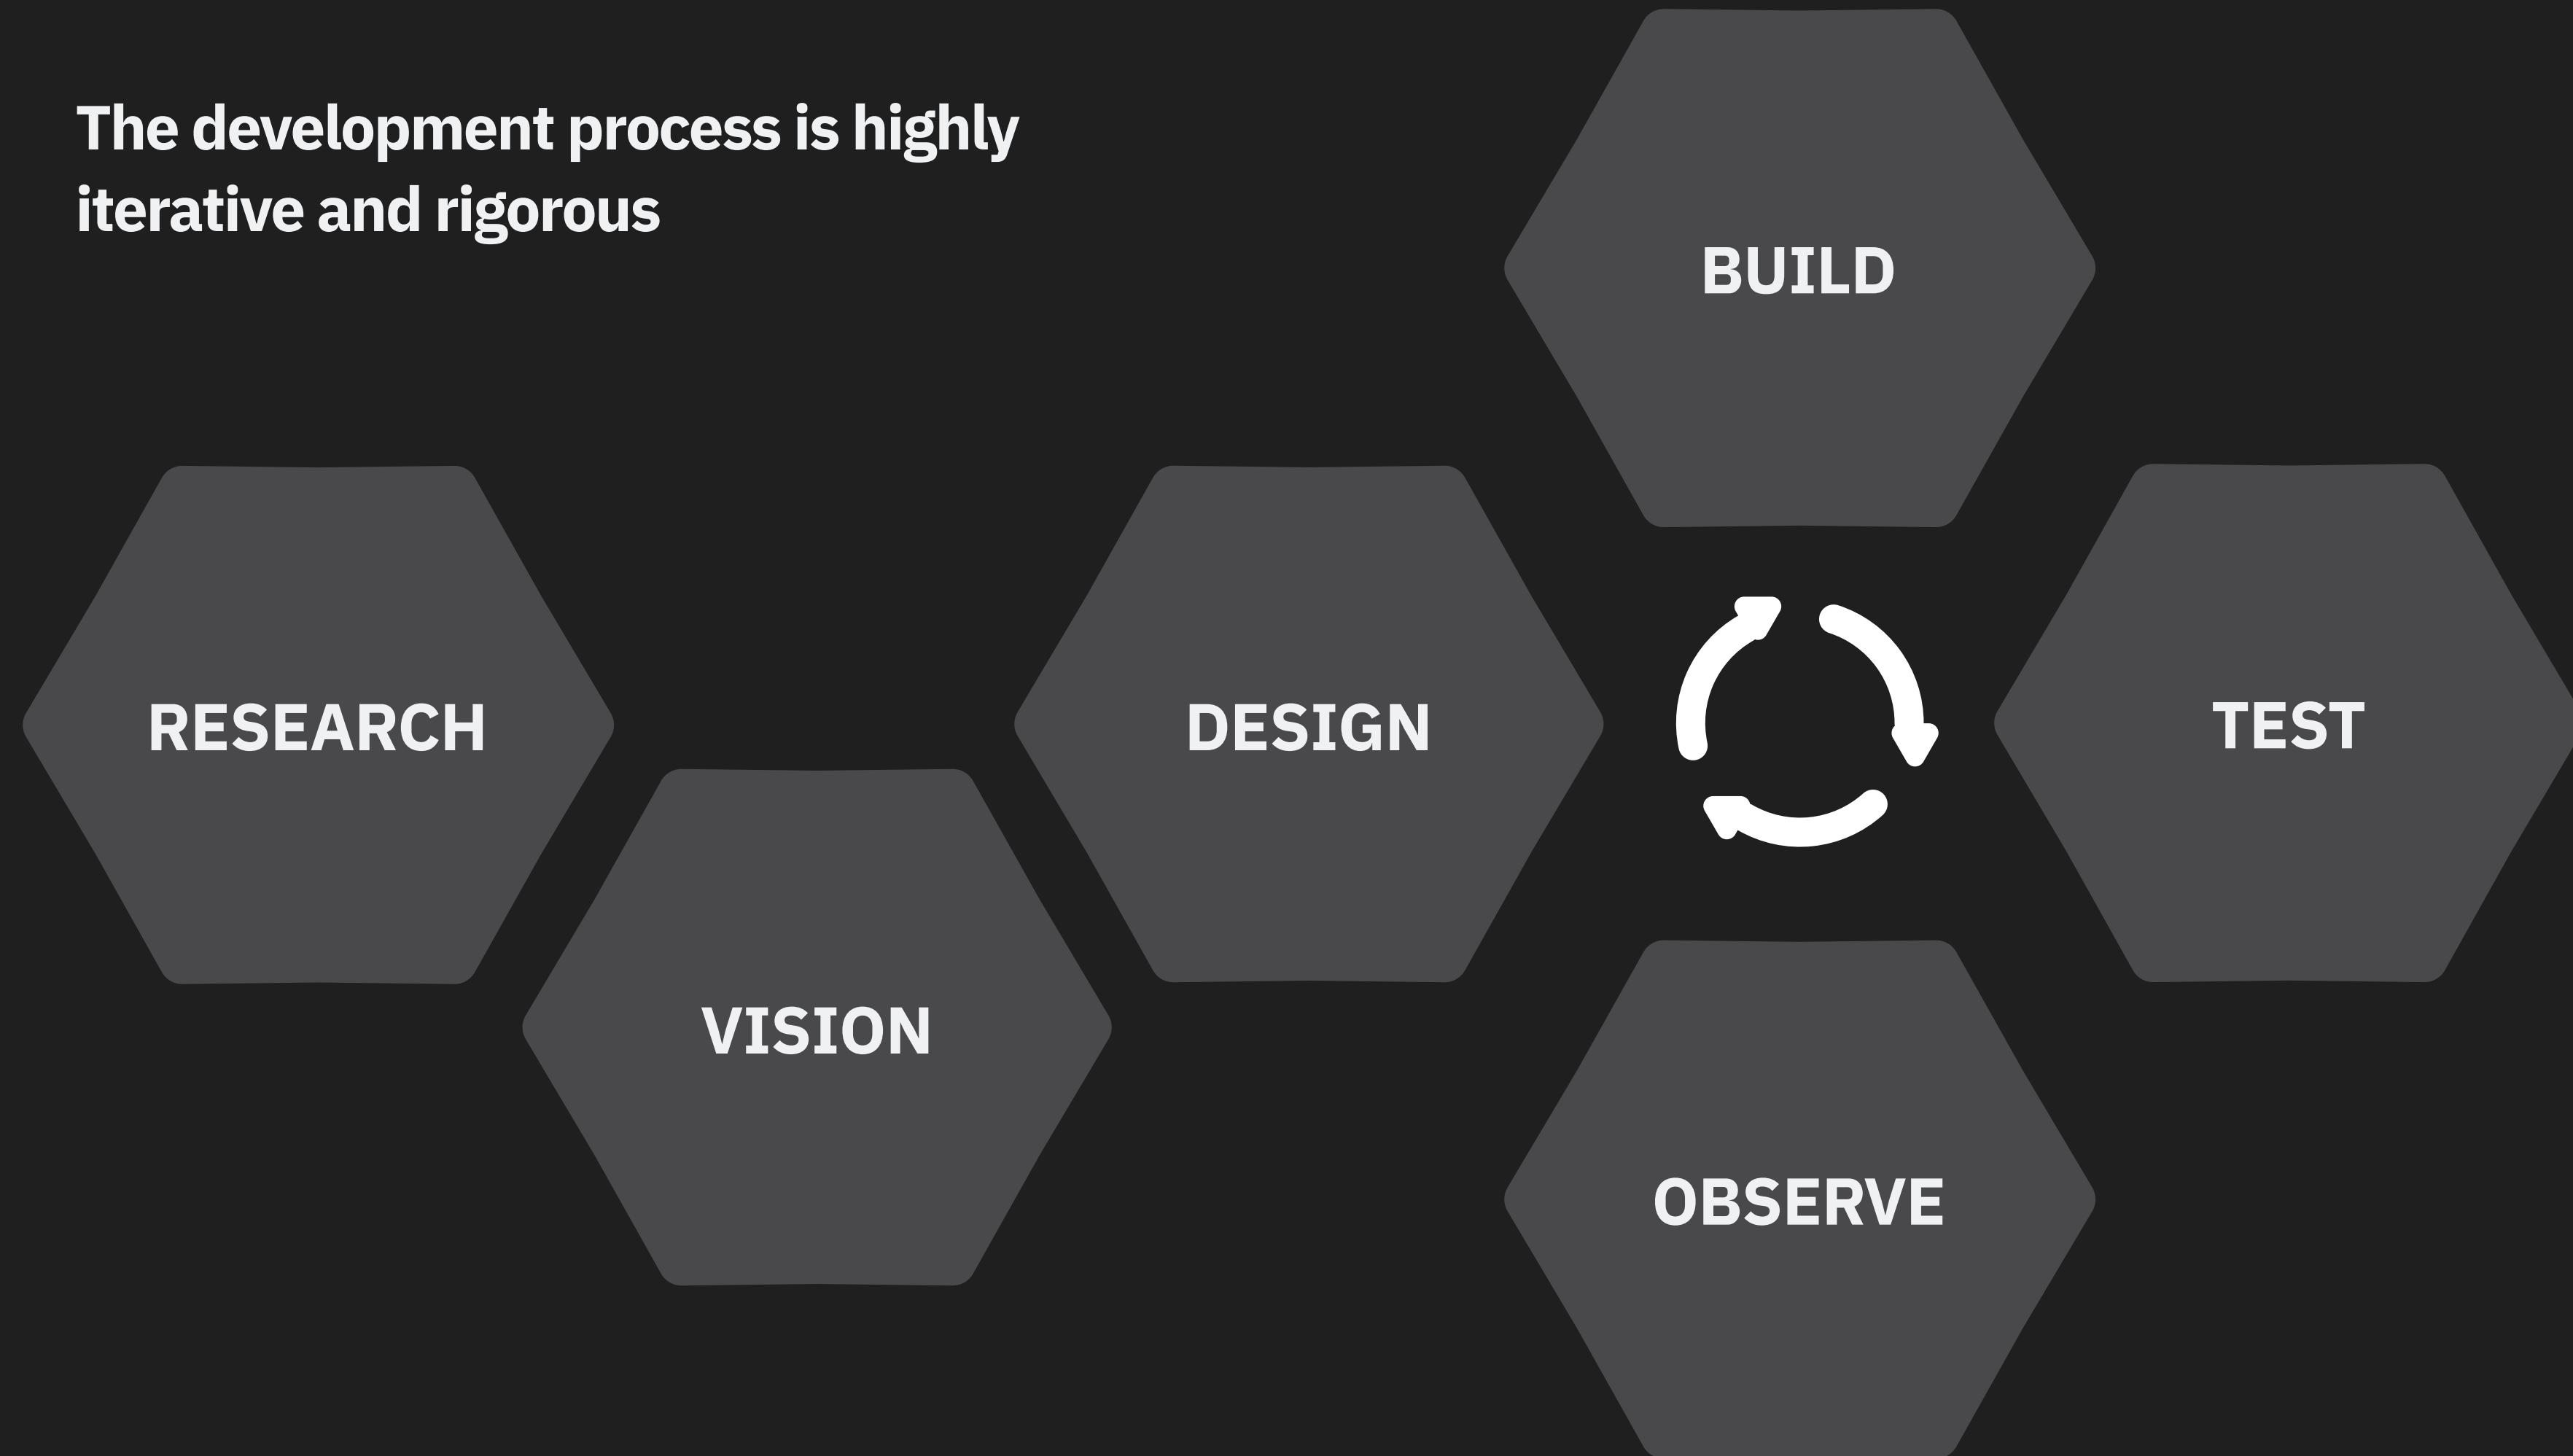 The development process is highly
iterative and rigorous
BUILD
RESEARCH
DESIGN
TEST
VISION
OBSERVE